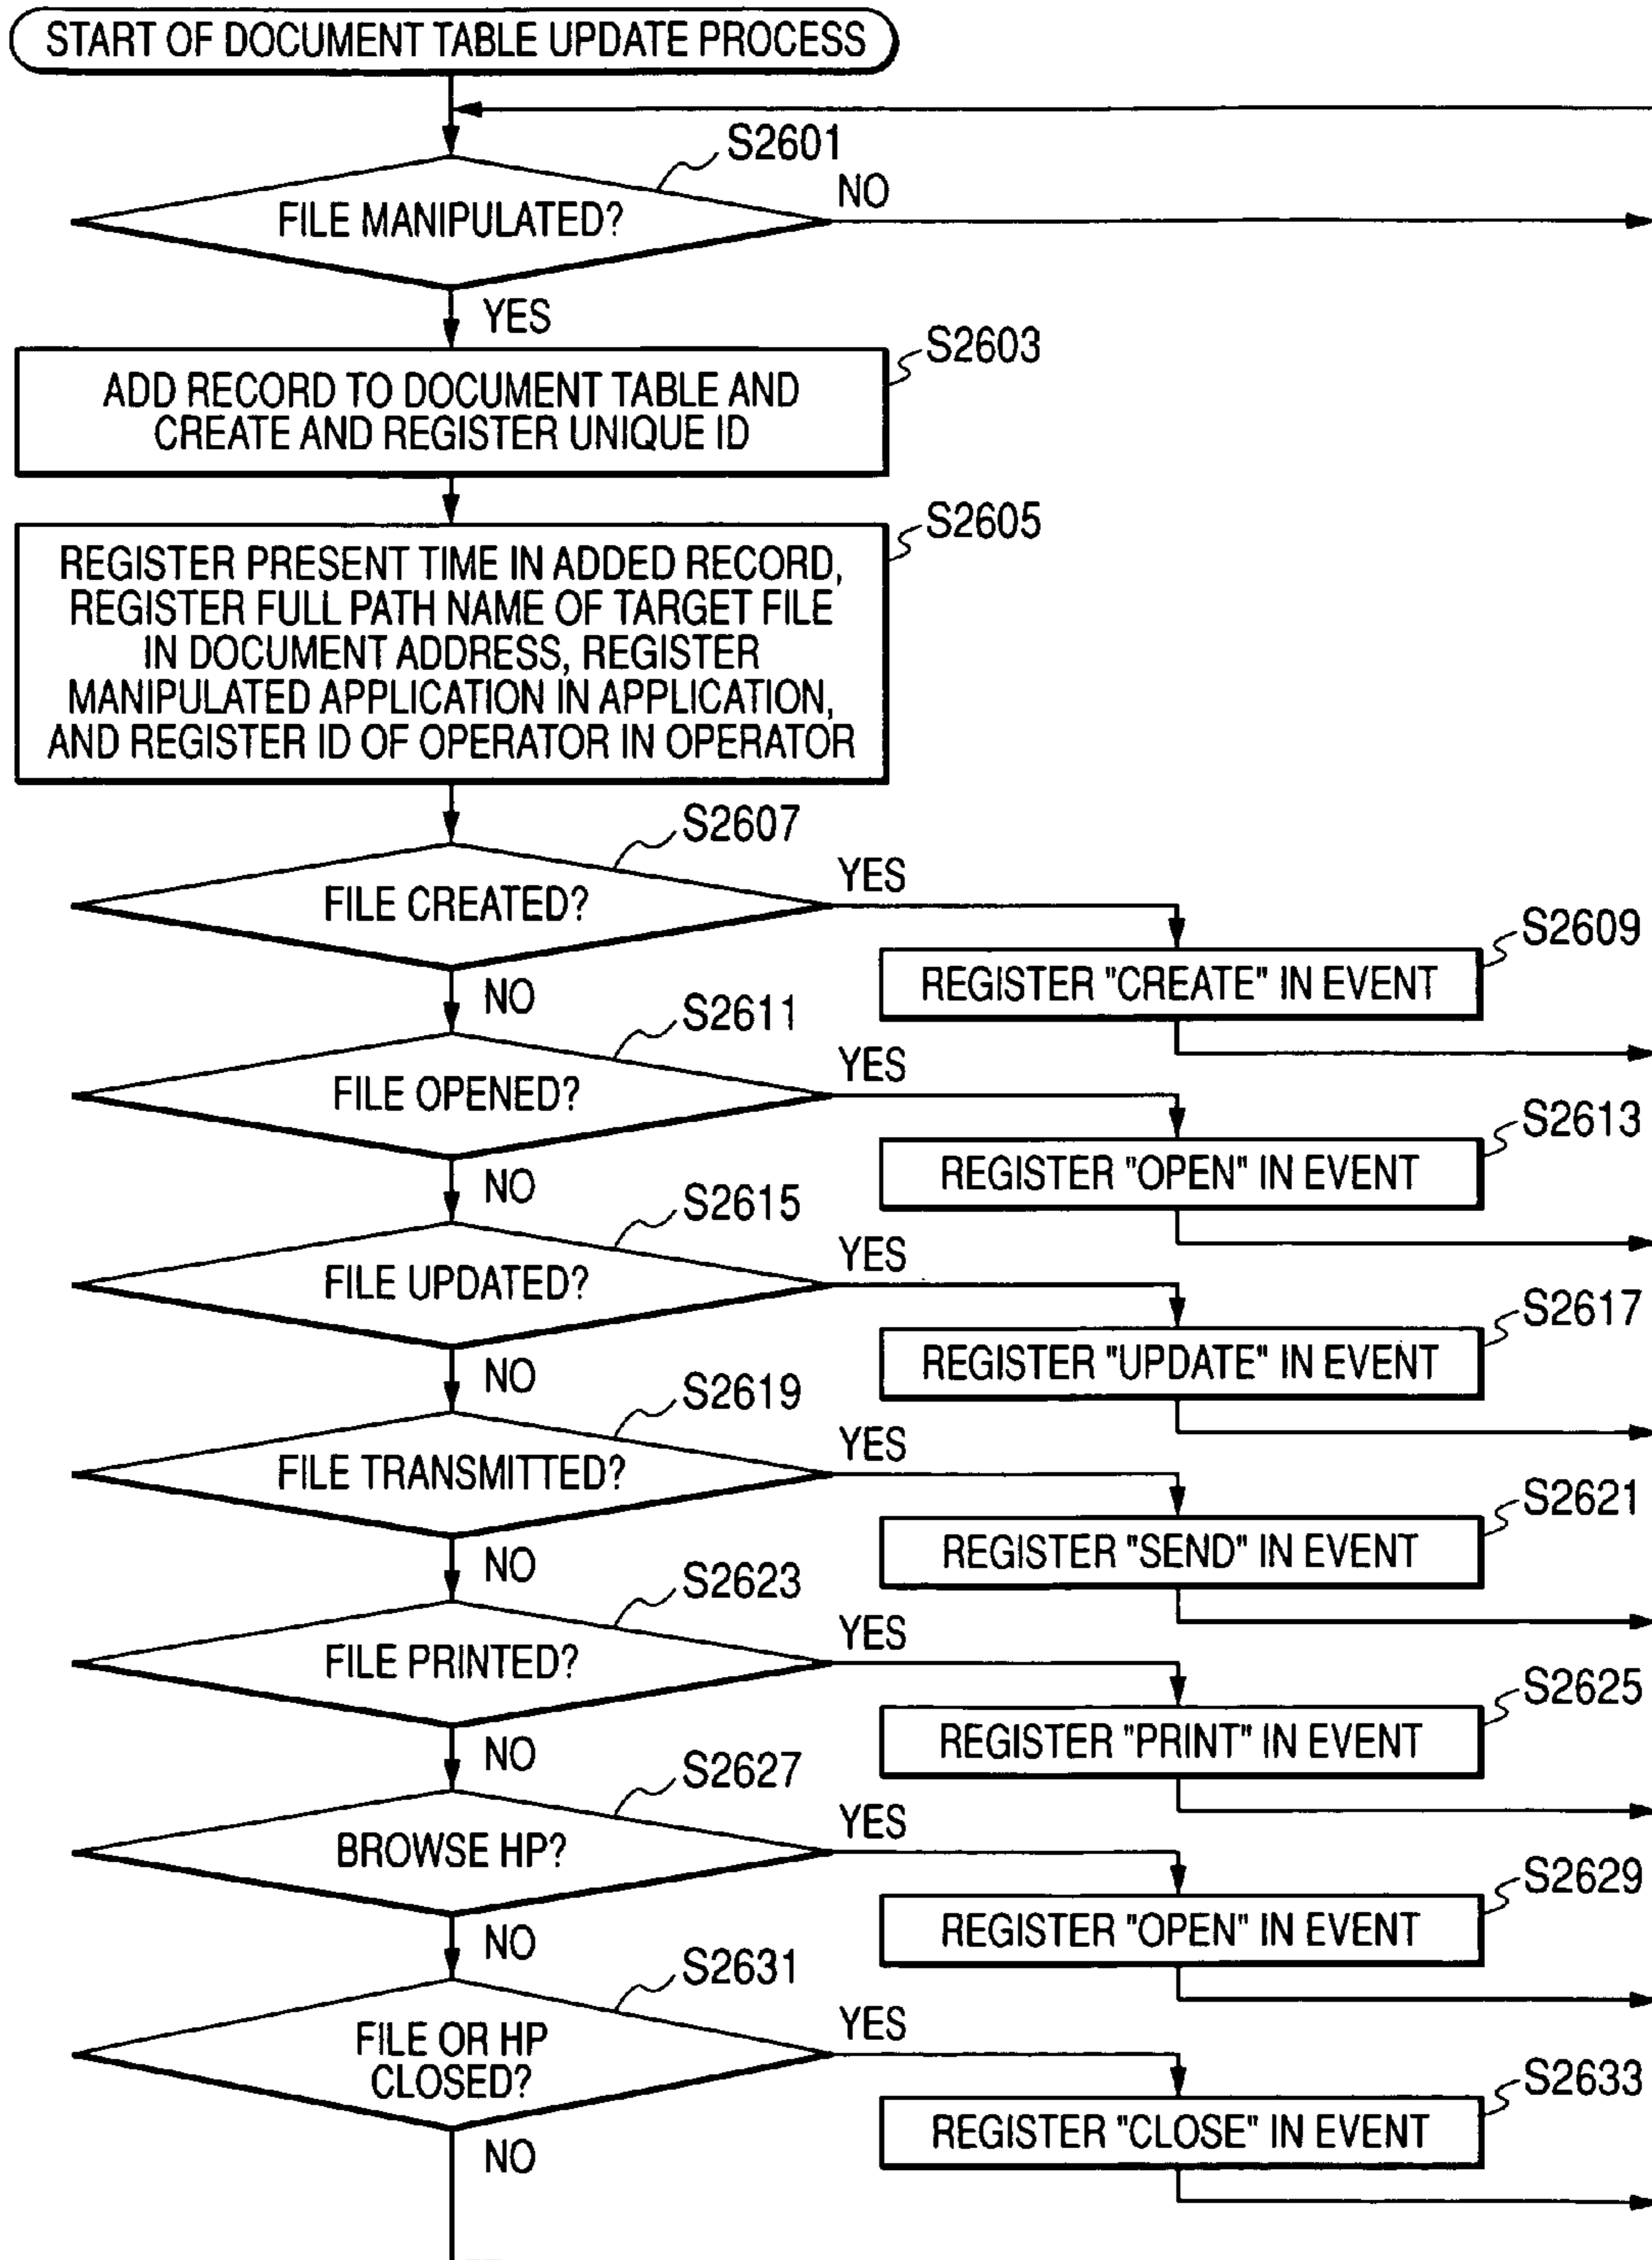 START OF DOCUMENT TABLE UPDATE PROCESS
S2601
FILE MANIPULATED?
NO
YES
S2603
ADD RECORD TO DOCUMENT TABLE AND
CREATE AND REGISTER UNIQUE ID
S2605
REGISTER PRESENT TIME IN ADDED RECORD,
REGISTER FULL PATH NAME OF TARGET FILE
IN DOCUMENT ADDRESS, REGISTER
MANIPULATED APPLICATION IN APPLICATION,
AND REGISTER ID OF OPERATOR IN OPERATOR
S2607
FILE CREATED?
YES
S2609
REGISTER "CREATE" IN EVENT
NO
S2611
FILE OPENED?
YES
S2613
REGISTER "OPEN" IN EVENT
NO
S2615
FILE UPDATED?
YES
S2617
REGISTER "UPDATE" IN EVENT
NO
S2619
FILE TRANSMITTED?
YES
S2621
REGISTER "SEND" IN EVENT
NO
S2623
FILE PRINTED?
YES
S2625
REGISTER "PRINT" IN EVENT
NO
S2627
BROWSE HP?
YES
S2629
REGISTER "OPEN" IN EVENT
NO
S2631
FILE OR HP
CLOSED?
YES
S2633
REGISTER "CLOSE" IN EVENT
NO